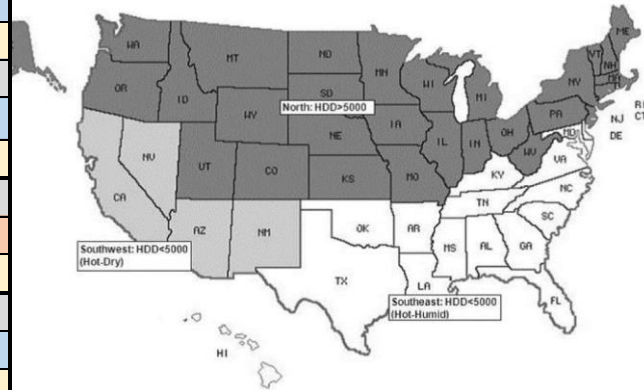 WA
MT
ND
MN
ME
VT
NH
OR
ID
SD
WI
NY
North: HDD>5000
WY
MI
IA
PA
RI
CT
NJ
DE
NV
NE
IL
IN
OH
MD
UT
CO
KS
MO
WV
VA
KY
CA
NC
TN
AZ
NM
OK
AR
SC
Southwest: HDD<5000
(Hot-Dry)
MS
AL
GA
TX
LA
Southeast: HDD<5000
(Hot-Humid)
FL
HI